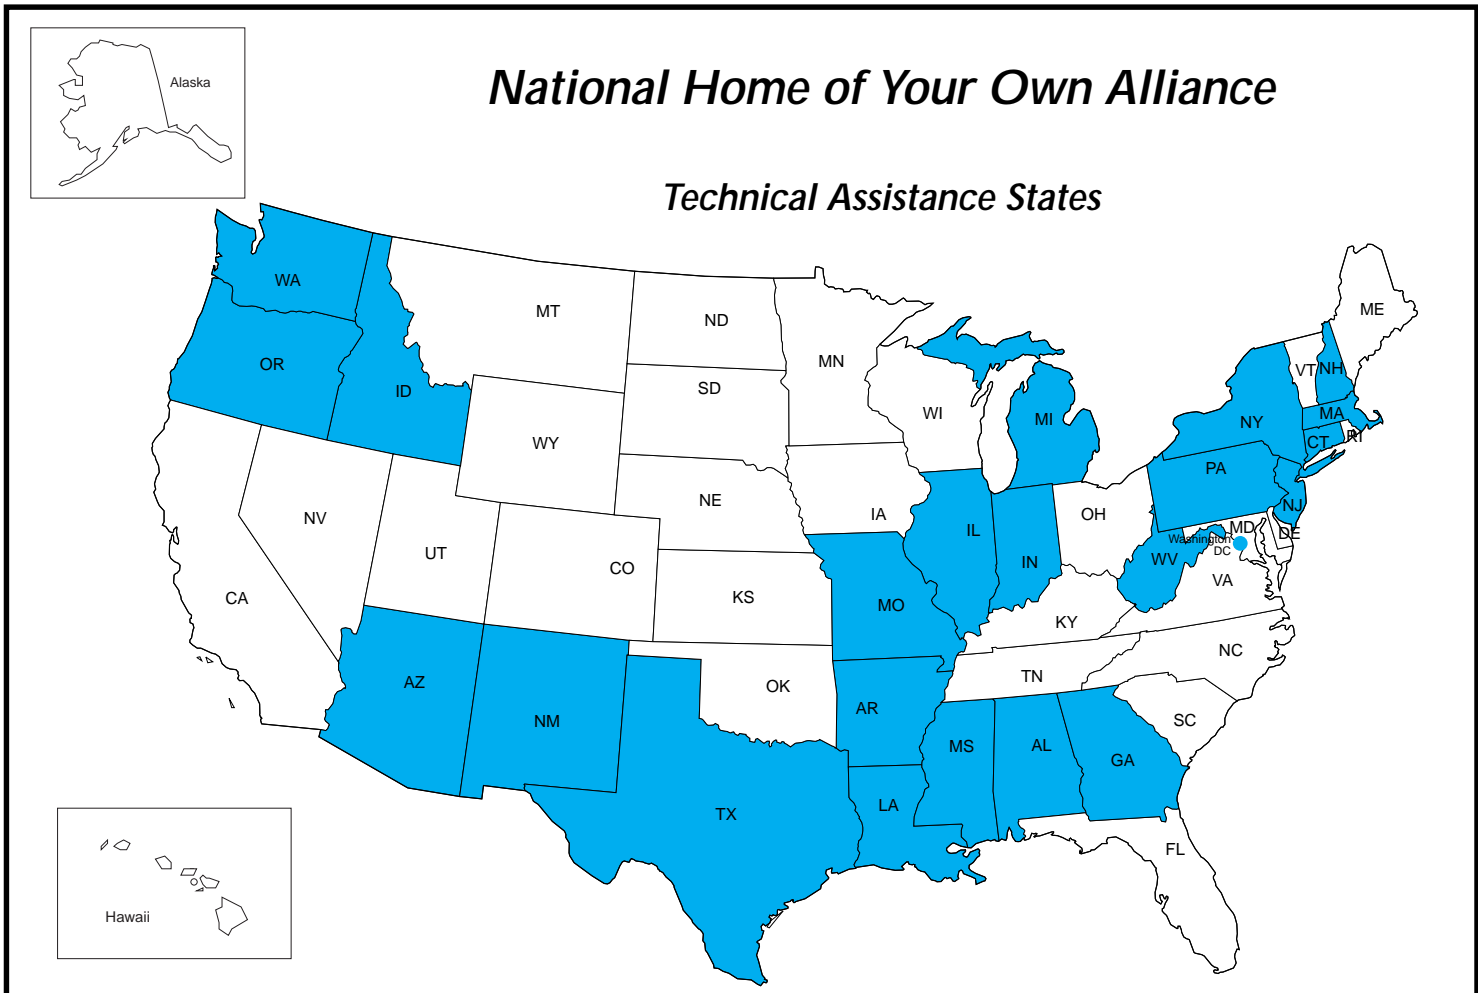 Alaska
National Home of Your Own Alliance
Technical Assistance States
WA
MT
ND
ME
OR
ID
MN
VT
NH
SD
WI
MI
NY
MA
WY
CT
RI
PA
NE
NV
IA
IL
OH
NJ
UT
MD
DE
Washington
DC
CO
IN
WV
VA
CA
KS
MO
KY
NC
AZ
OK
TN
NM
AR
SC
MS
AL
GA
TX
LA
FL
Hawaii